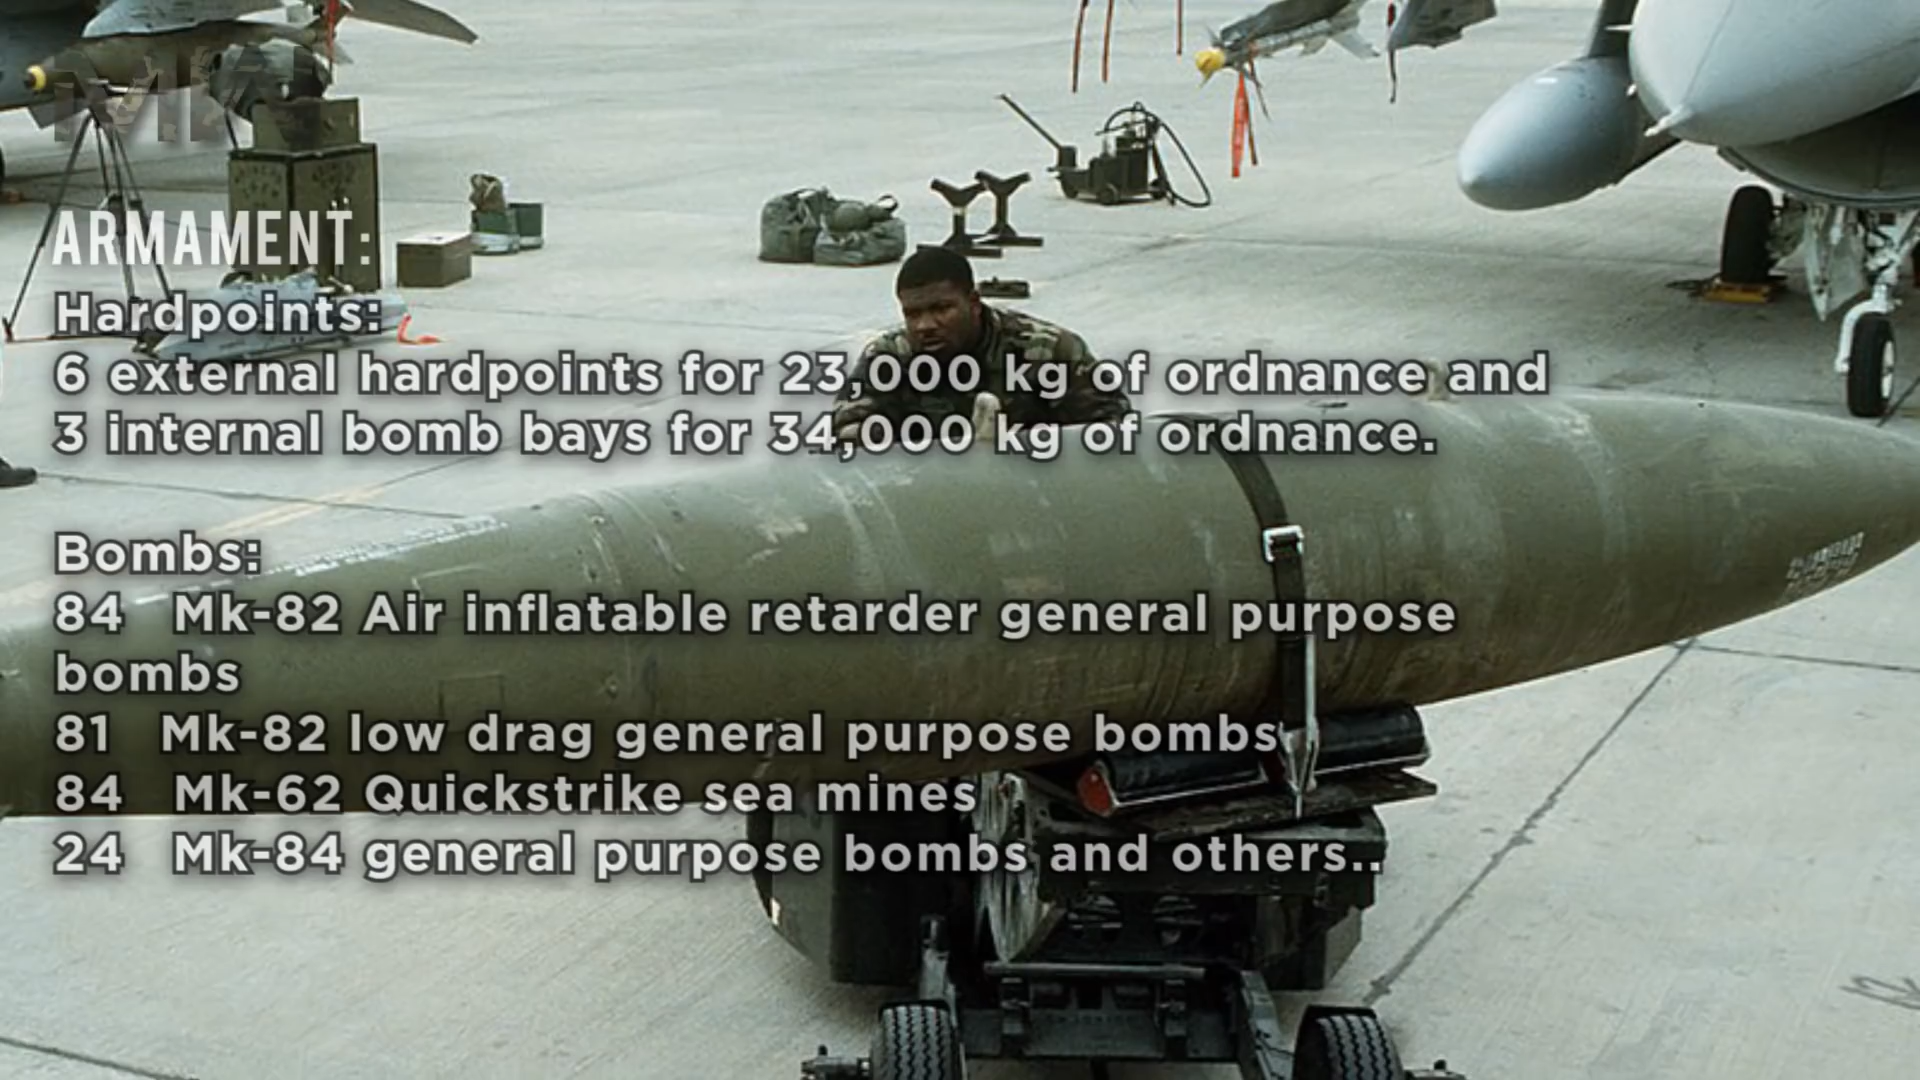 ARMAMENT:
Hardpoints:
6 external hardpoints for 23,000 kg of ordnance and
3 internal bomb bays for 34,000 kg of ordnance.
Bombs:
84 Mk-82 Air inflatable retarder general purpose
bombs
81 Mk-82 low drag general purpose bombs
84 Mk-62 Quickstrike sea mines
24 Mk-84 general purpose bombs and others..